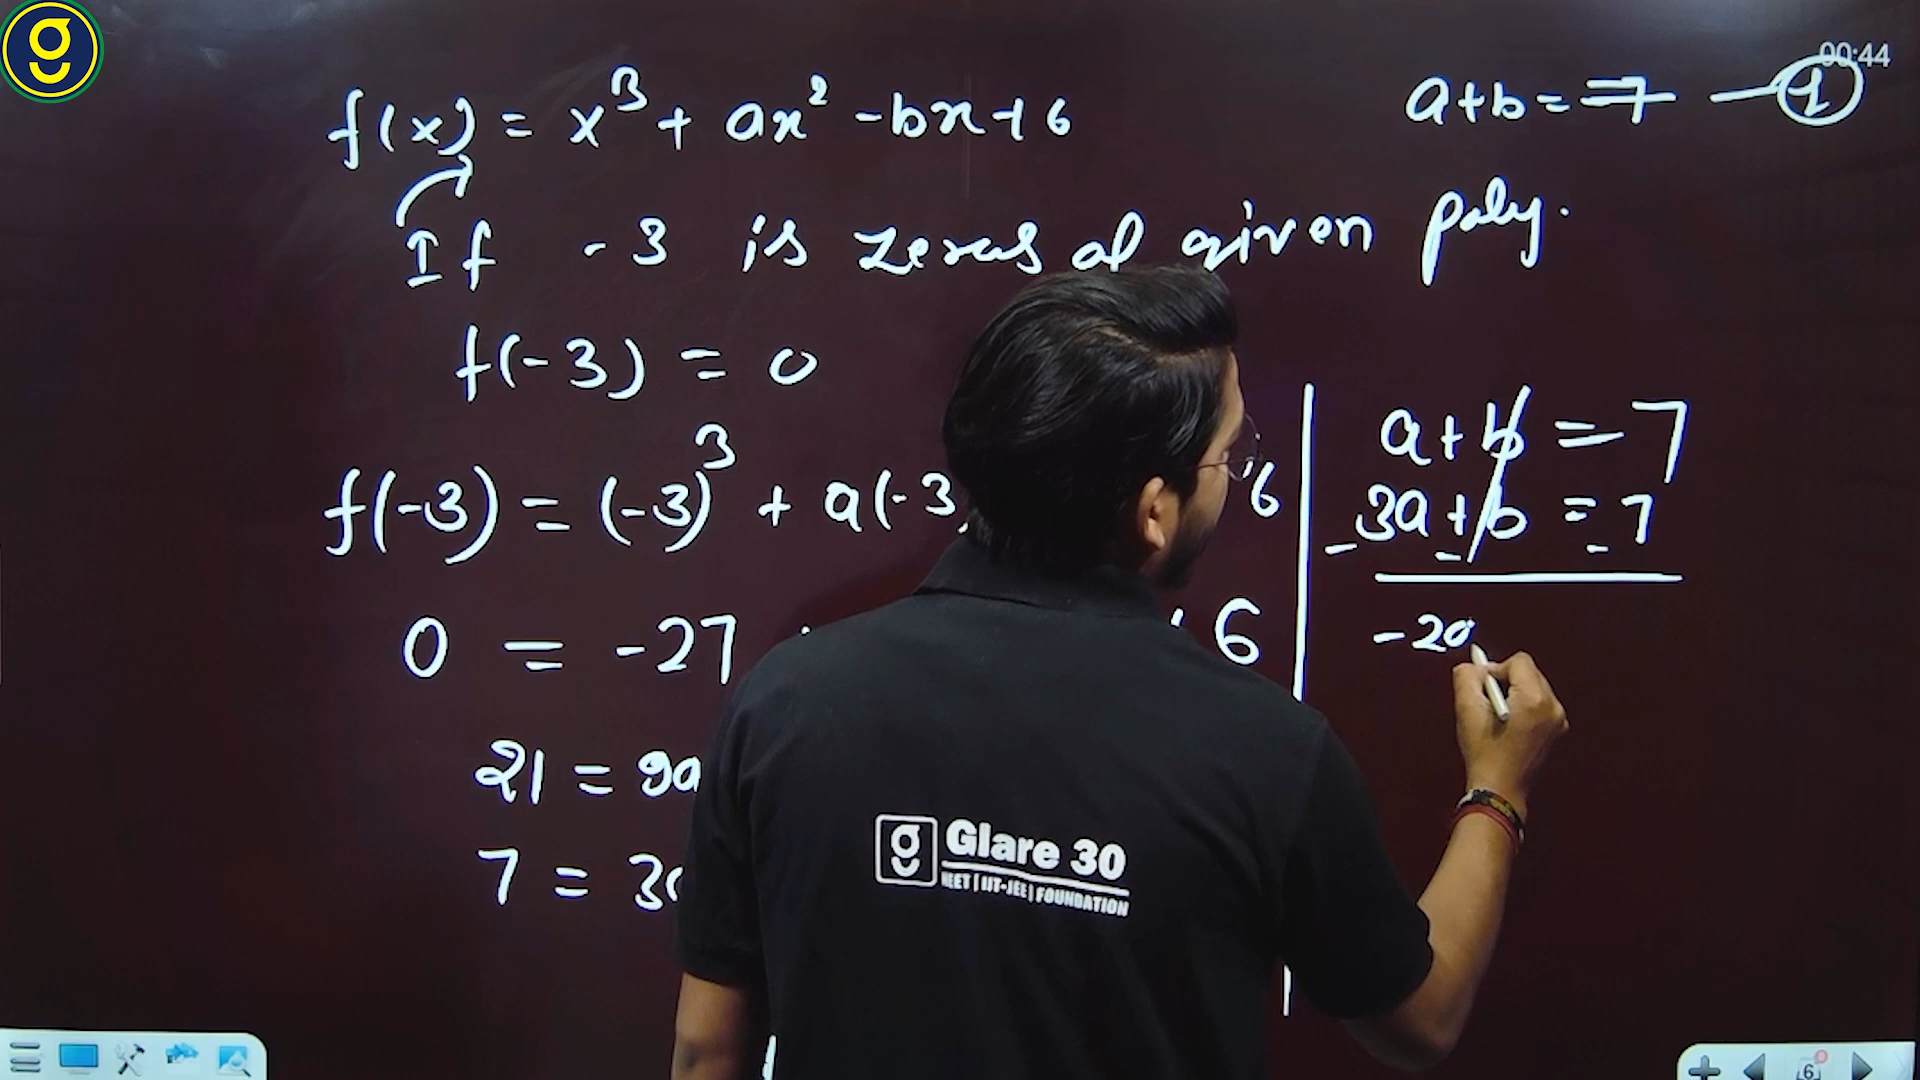 g
00:44
f(x) = x³ + ax² - bx + 6
a+b = -7 — ①
If -3 is zeros of given poly.
f(-3) = 0
f(-3) = (-3)³ + a(-3 6
0 = -27 + 6
21 = 9a
7 = 3a
a + b = -7
3a + b = 7
- - -
-2a
g Glare 30
NEET | IIT-JEE | FOUNDATION
6